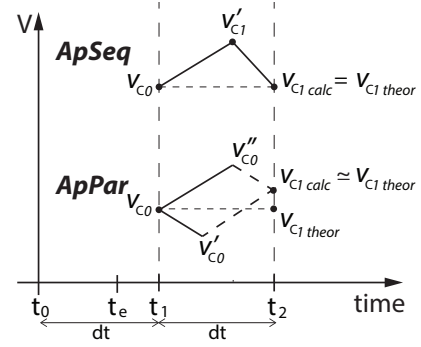 V
ApSeq
v'C1
vC0
vC1 calc = vC1 theor
ApPar
v''C0
vC1 calc ≃ vC1 theor
vC0
vC1 theor
v'C0
t0 te t1 t2 time
dt dt